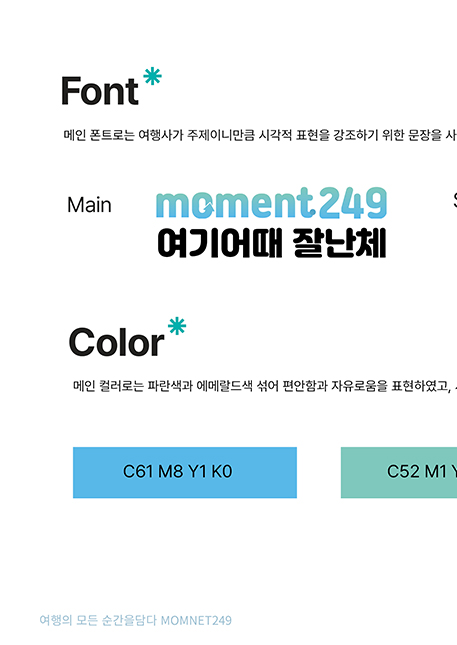 Font*
메인 폰트로는 여행사가 주제이니만큼 시각적 표현을 강조하기 위한 문장을 사
Main
moment249
여기어때 잘난체
Color*
메인 컬러로는 파란색과 에메랄드색 섞어 편안함과 자유로움을 표현하였고,
C61 M8 Y1 K0
C52 M1 Y
여행의 모든 순간을담다 MOMNET249